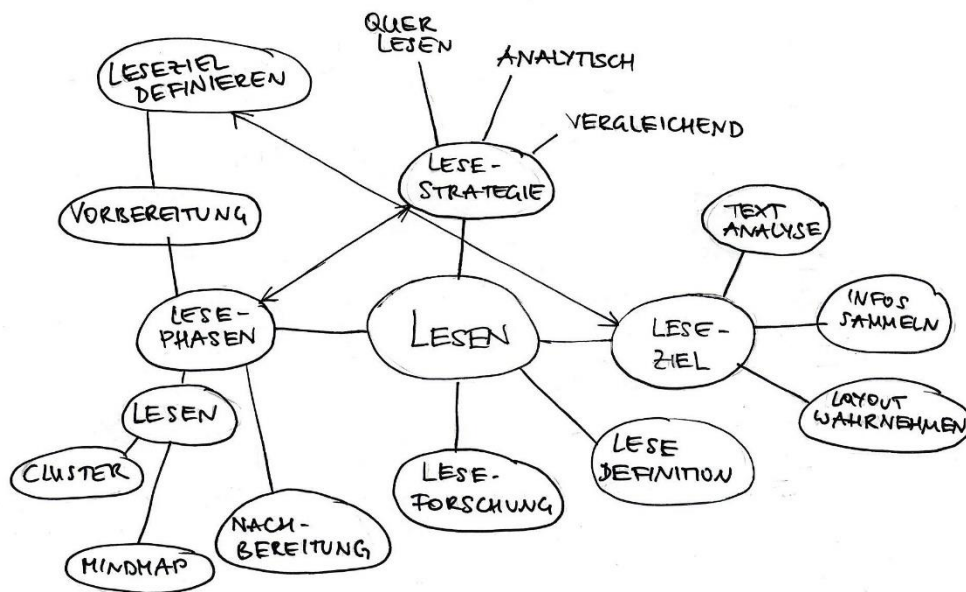 QUER
LESEN
ANALYTISCH
VERGLEICHEND
LESEZIEL
DEFINIEREN
LESE-
STRATEGIE
VORBEREITUNG
TEXT
ANALYSE
LESE-
PHASEN
LESEN
LESE-
ZIEL
INFOS
SAMMELN
LAYOUT
WAHRNEHMEN
LESEN
CLUSTER
MINDMAP
NACH-
BEREITUNG
LESE-
FORSCHUNG
LESE
DEFINITION